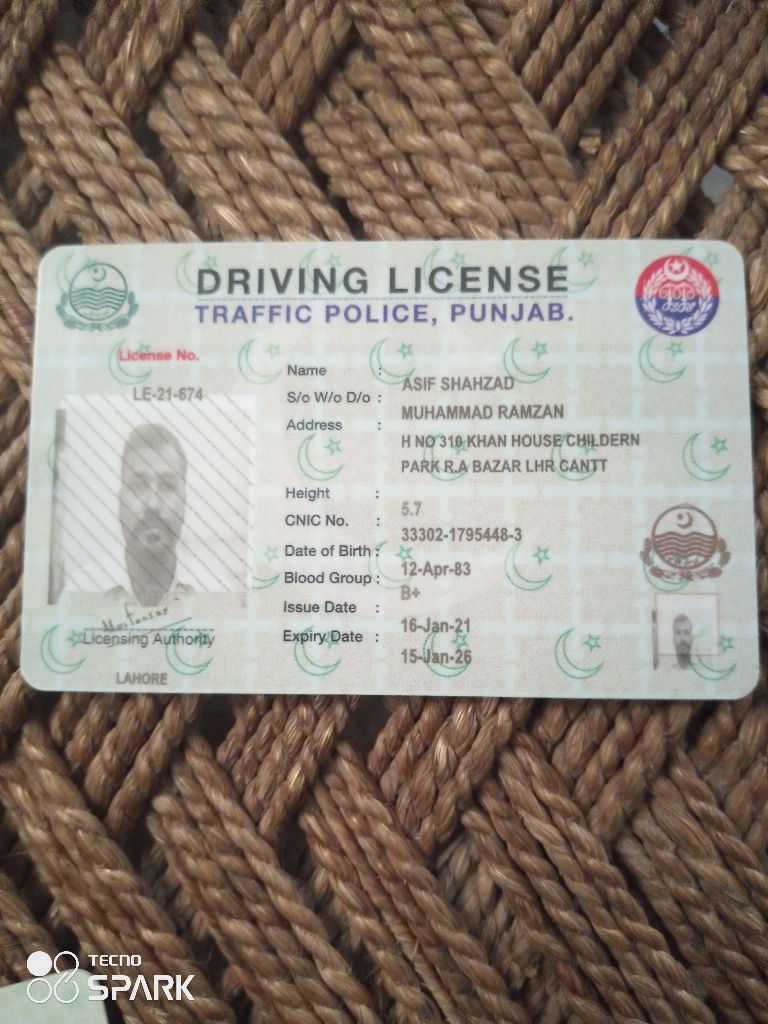 DRIVING LICENSE
TRAFFIC POLICE, PUNJAB.
License No.
LE-21-674
Name : ASIF SHAHZAD
S/o W/o D/o : MUHAMMAD RAMZAN
Address : H NO 310 KHAN HOUSE CHILDERN
PARK R.A BAZAR LHR CANTT
Height : 5.7
CNIC No. : 33302-1795448-3
Date of Birth : 12-Apr-83
Blood Group : B+
Issue Date : 16-Jan-21
Expiry Date : 15-Jan-26
Licensing Authority
LAHORE
TECNO
SPARK